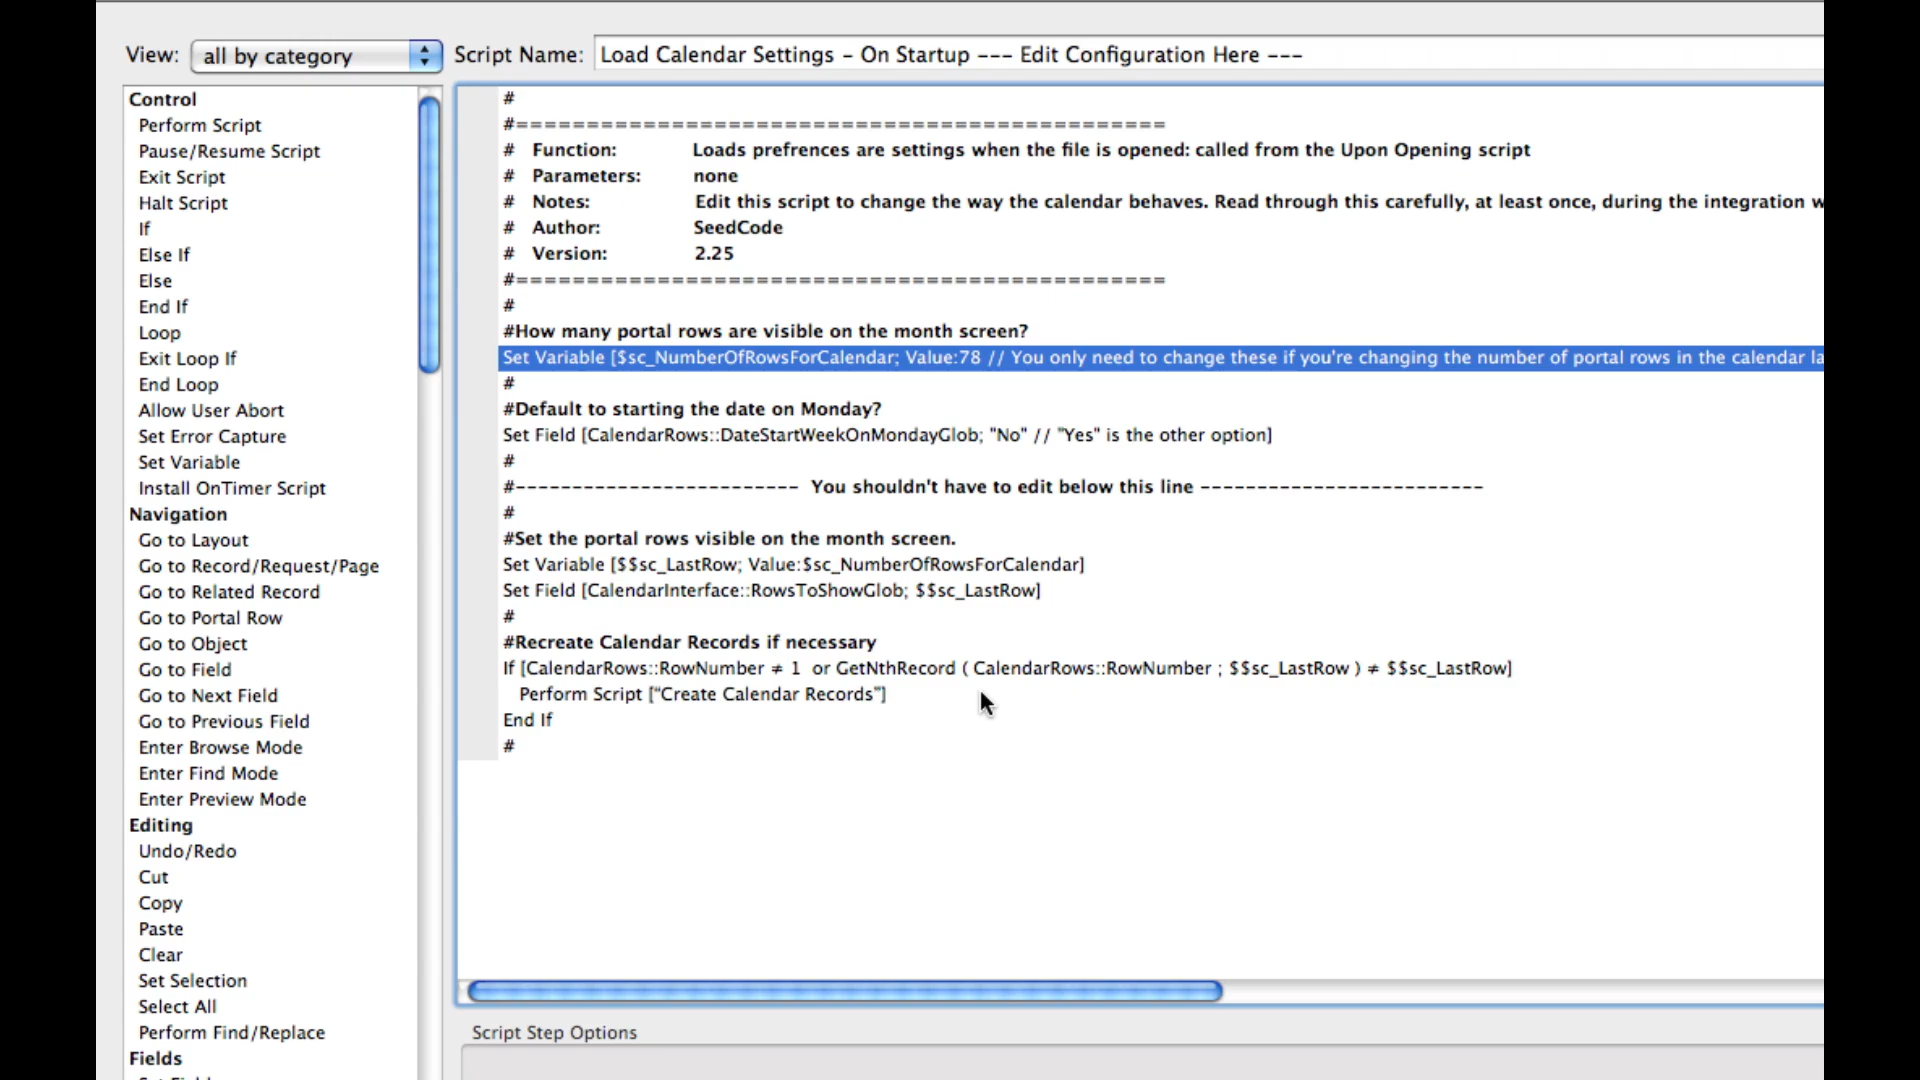 View: all by category
Script Name: Load Calendar Settings - On Startup --- Edit Configuration Here ---
Control
Perform Script
Pause/Resume Script
Exit Script
Halt Script
If
Else If
Else
End If
Loop
Exit Loop If
End Loop
Allow User Abort
Set Error Capture
Set Variable
Install OnTimer Script
Navigation
Go to Layout
Go to Record/Request/Page
Go to Related Record
Go to Portal Row
Go to Object
Go to Field
Go to Next Field
Go to Previous Field
Enter Browse Mode
Enter Find Mode
Enter Preview Mode
Editing
Undo/Redo
Cut
Copy
Paste
Clear
Set Selection
Select All
Perform Find/Replace
Fields
#
#==============================================
# Function: Loads prefrences are settings when the file is opened: called from the Upon Opening script
# Parameters: none
# Notes: Edit this script to change the way the calendar behaves. Read through this carefully, at least once, during the integration w
# Author: SeedCode
# Version: 2.25
#==============================================
#
#How many portal rows are visible on the month screen?
Set Variable [$sc_NumberOfRowsForCalendar; Value:78 // You only need to change these if you're changing the number of portal rows in the calendar la
#
#Default to starting the date on Monday?
Set Field [CalendarRows::DateStartWeekOnMondayGlob; "No" // "Yes" is the other option]
#
#------------------------- You shouldn't have to edit below this line -------------------------
#
#Set the portal rows visible on the month screen.
Set Variable [$$sc_LastRow; Value:$sc_NumberOfRowsForCalendar]
Set Field [CalendarInterface::RowsToShowGlob; $$sc_LastRow]
#
#Recreate Calendar Records if necessary
If [CalendarRows::RowNumber ≠ 1 or GetNthRecord ( CalendarRows::RowNumber ; $$sc_LastRow ) ≠ $$sc_LastRow]
Perform Script [“Create Calendar Records”]
End If
#
Script Step Options